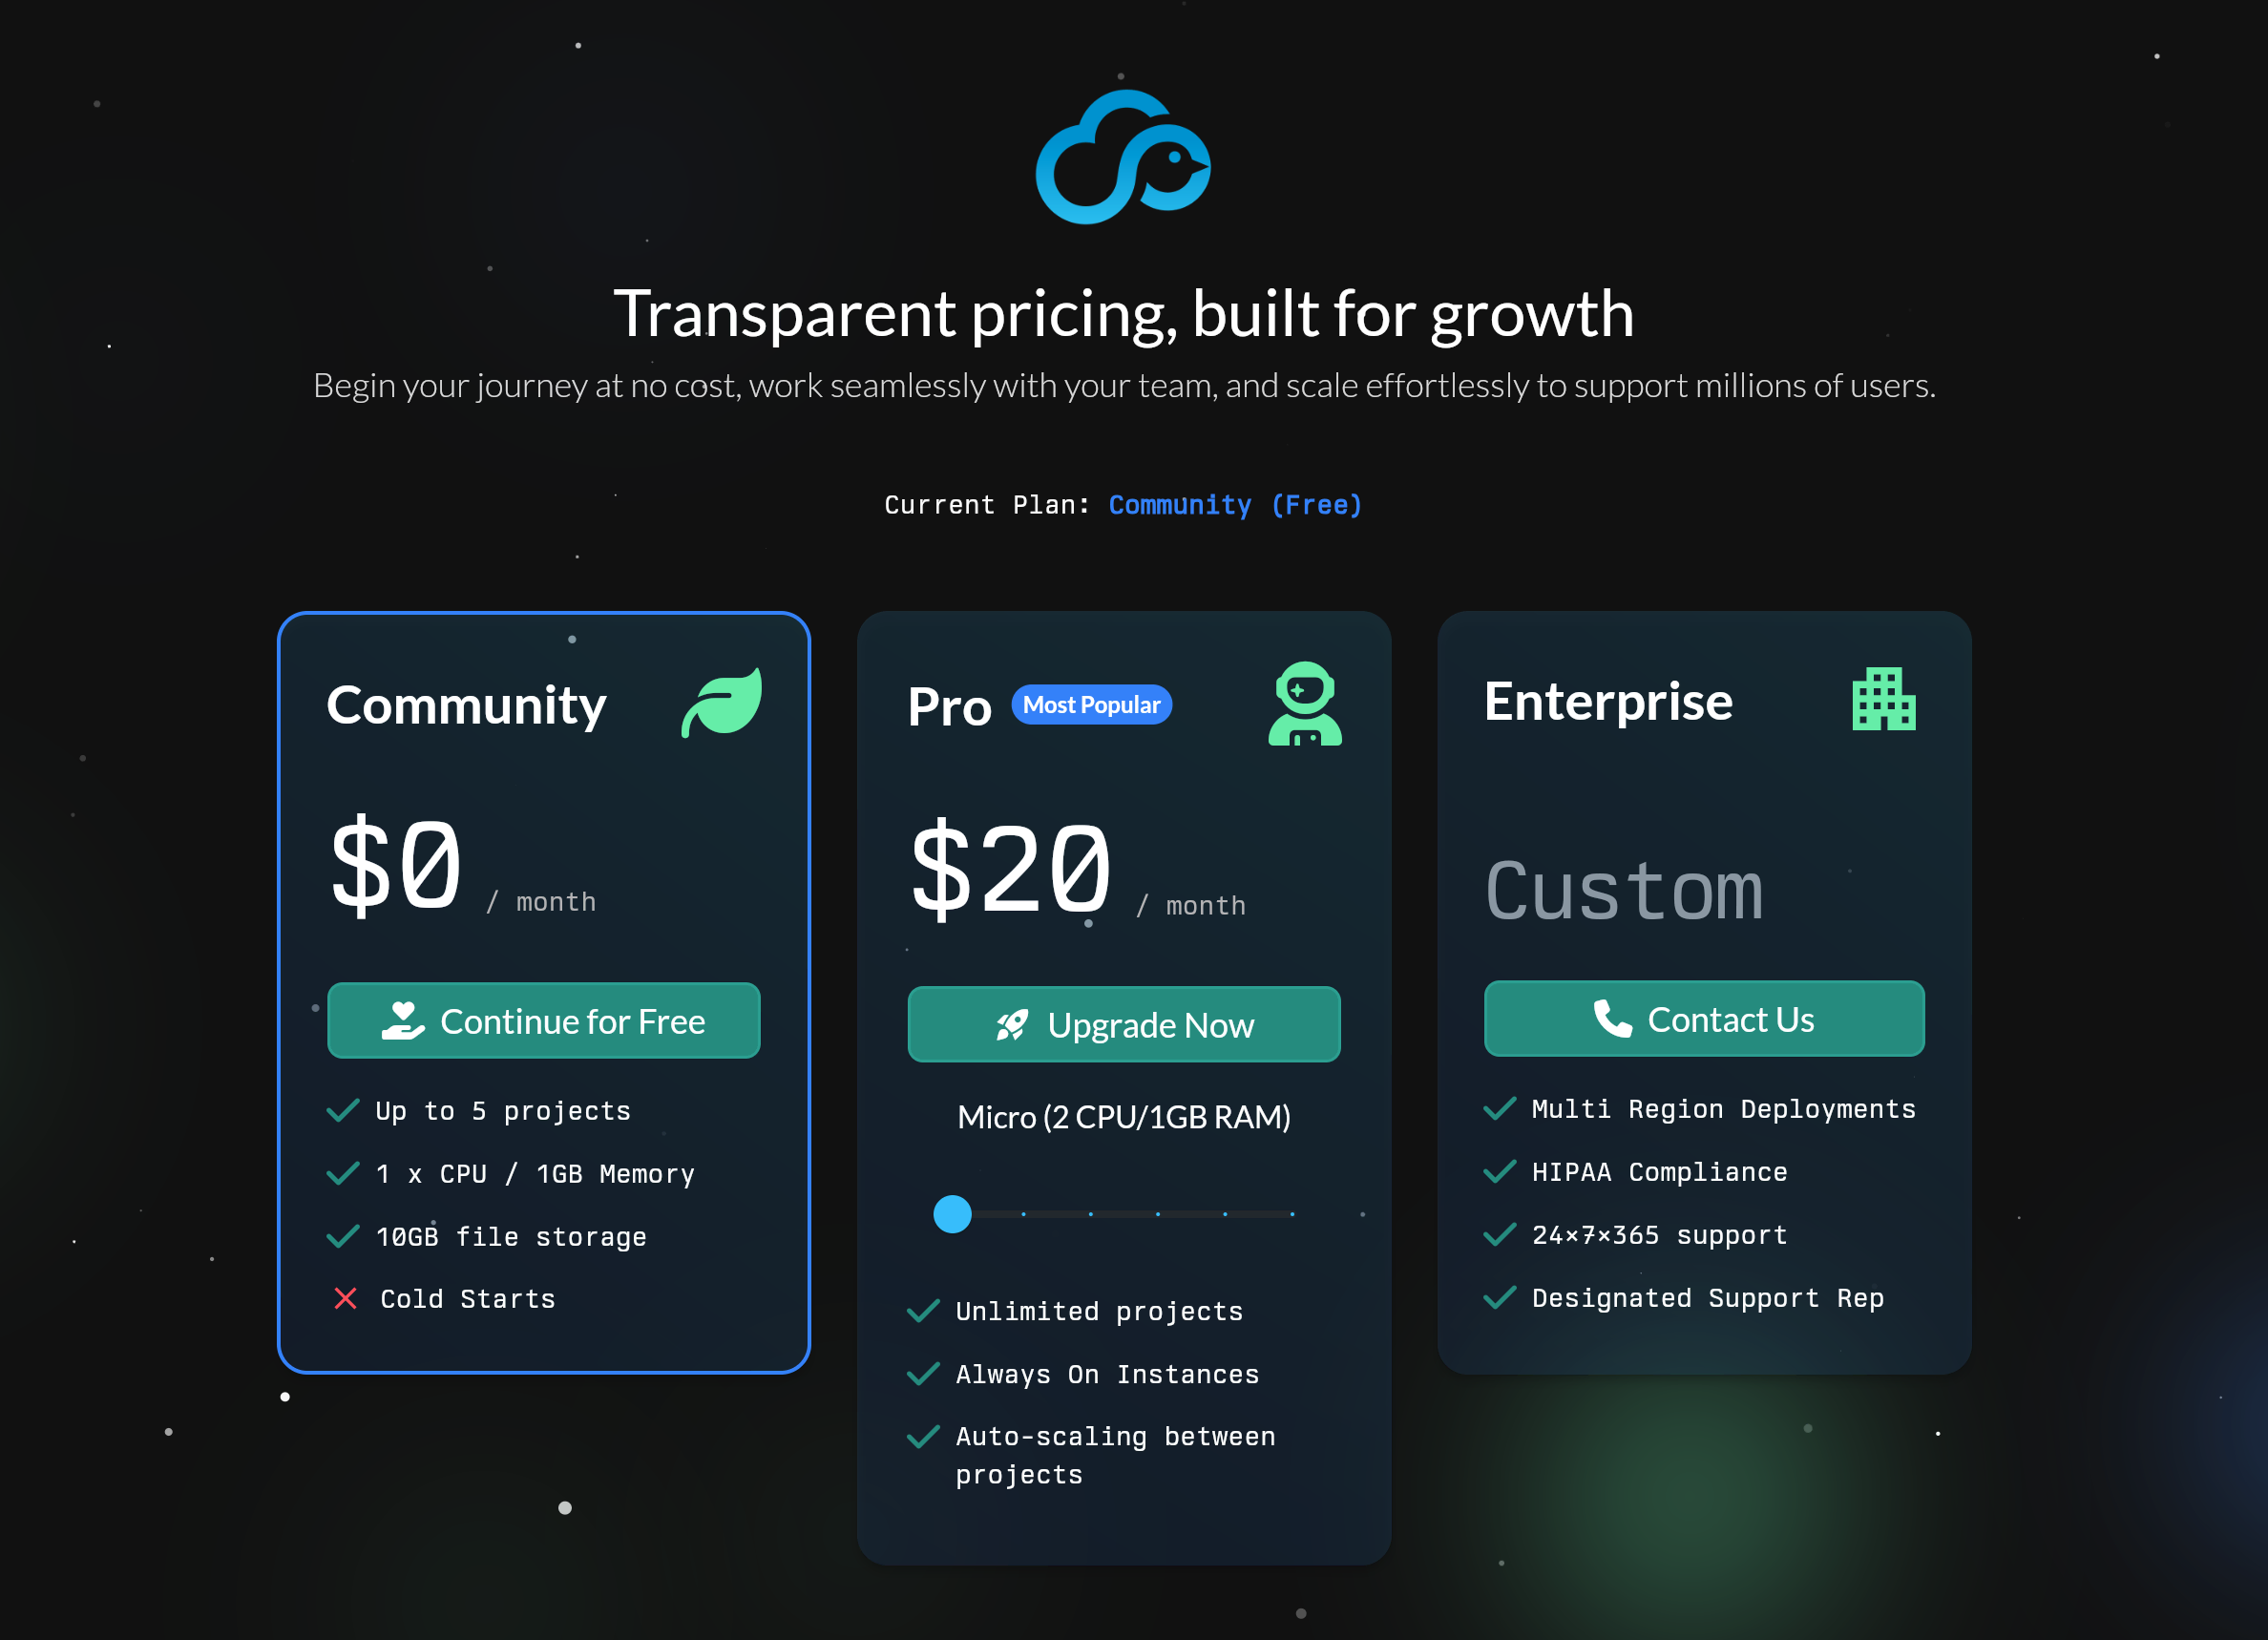 Transparent pricing, built for growth
Begin your journey at no cost, work seamlessly with your team, and scale effortlessly to support millions of users.
Current Plan: Community (Free)
Community
$0 / month
Continue for Free
Up to 5 projects
1 x CPU / 1GB Memory
10GB file storage
Cold Starts
Pro Most Popular
$20 / month
Upgrade Now
Micro (2 CPU/1GB RAM)
Unlimited projects
Always On Instances
Auto-scaling between
projects
Enterprise
Custom
Contact Us
Multi Region Deployments
HIPAA Compliance
24×7×365 support
Designated Support Rep